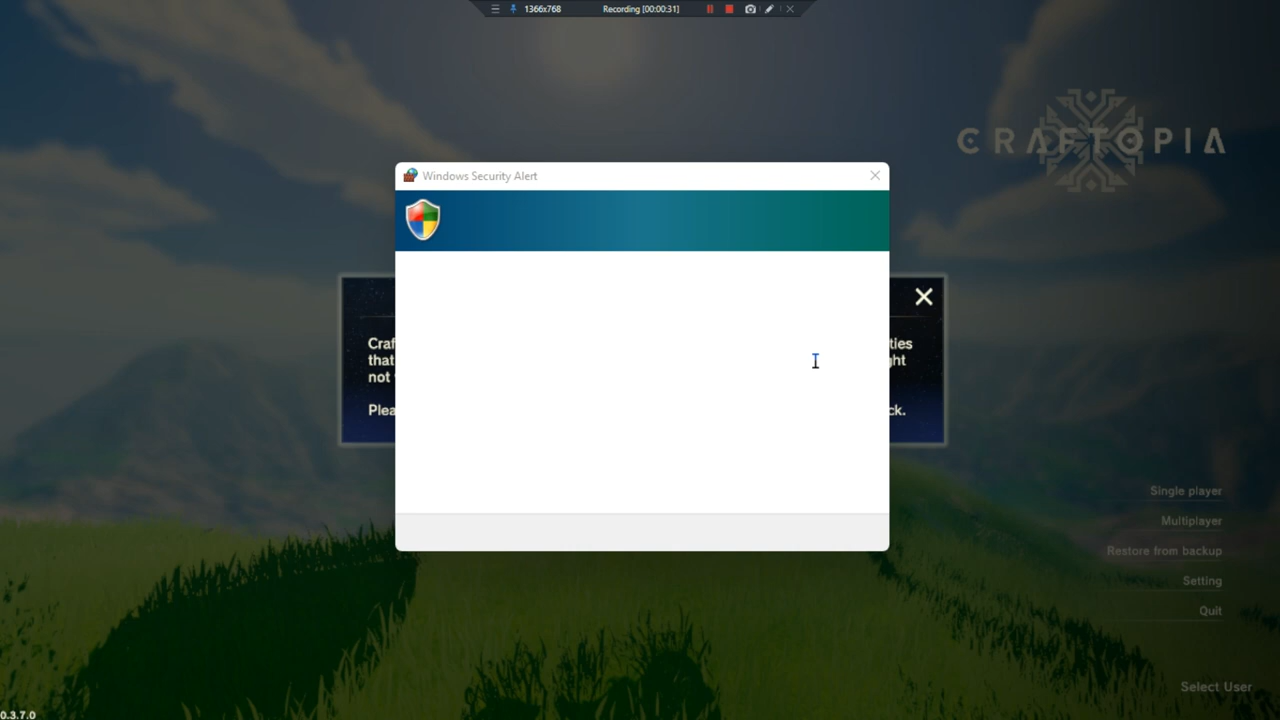 1366x768 Recording [00:00:31]
CRAFTOPIA
Windows Security Alert
Craf ties
that ght
not
Plea ck.
Single player
Multiplayer
Restore from backup
Setting
Quit
Select User
0.3.7.0